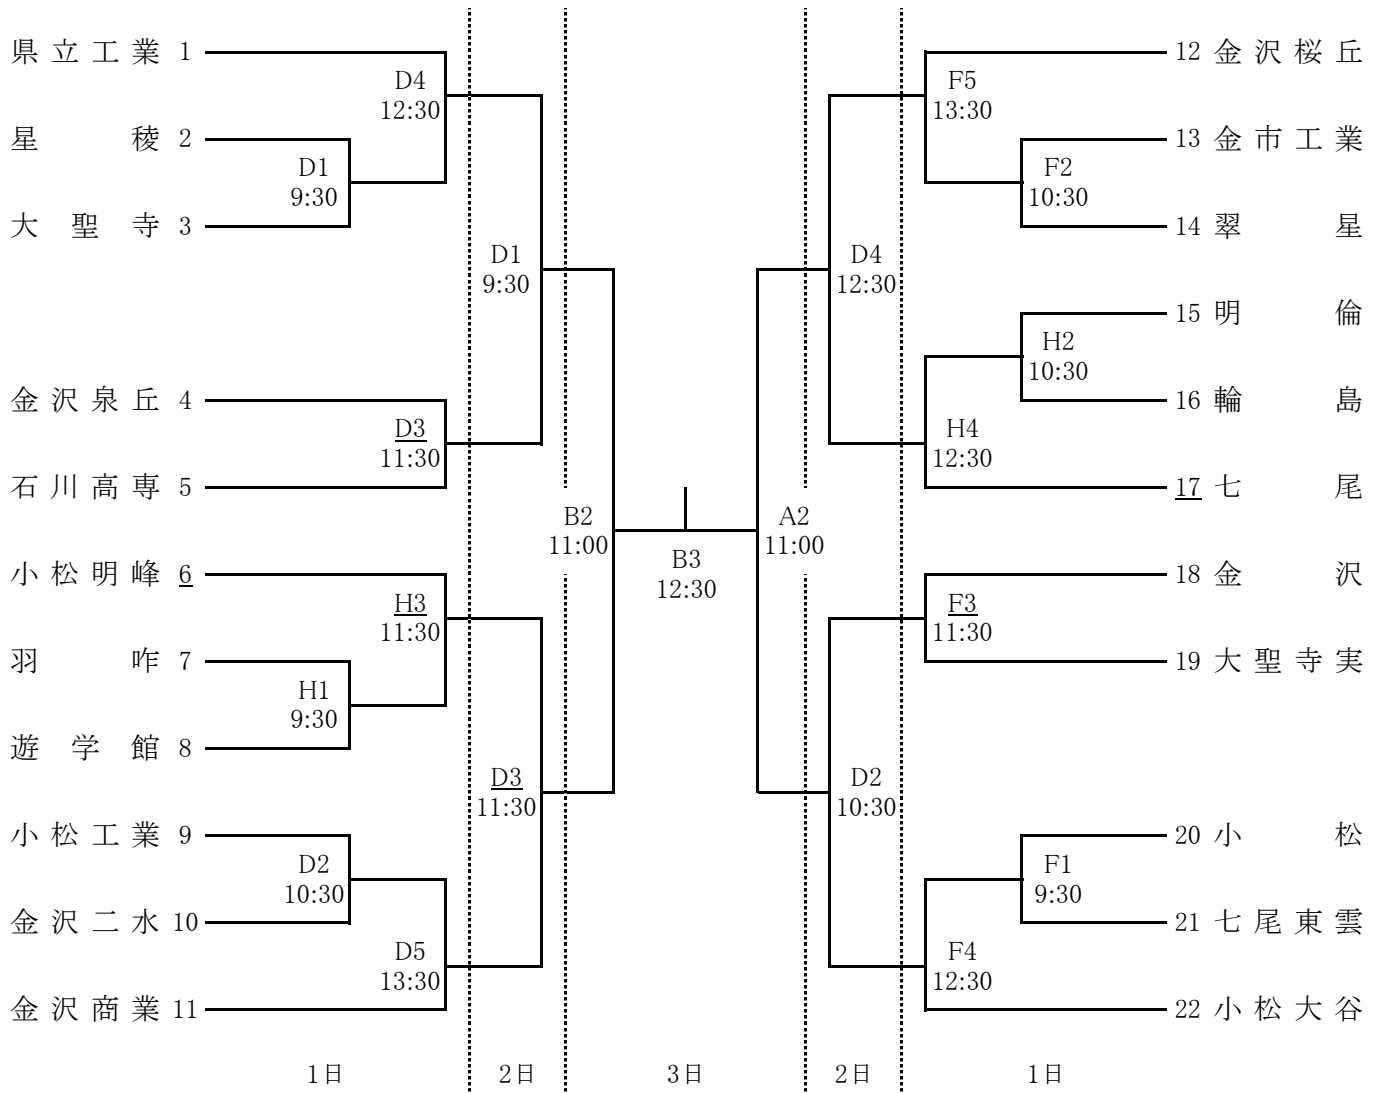 県立工業 1
D4
12:30
星稜 2
D1
9:30
大聖寺 3
D1
9:30
金沢泉丘 4
D3
11:30
石川高専 5
B2
11:00
小松明峰 6
H3
11:30
羽咋 7
H1
9:30
遊学館 8
D3
11:30
小松工業 9
D2
10:30
金沢二水 10
D5
13:30
金沢商業 11
B3
12:30
12 金沢桜丘
F5
13:30
13 金市工業
F2
10:30
14 翠星
D4
12:30
15 明倫
H2
10:30
16 輪島
H4
12:30
17 七尾
A2
11:00
18 金沢
F3
11:30
19 大聖寺実
D2
10:30
20 小松
F1
9:30
21 七尾東雲
F4
12:30
22 小松大谷
1日 2日 3日 2日 1日